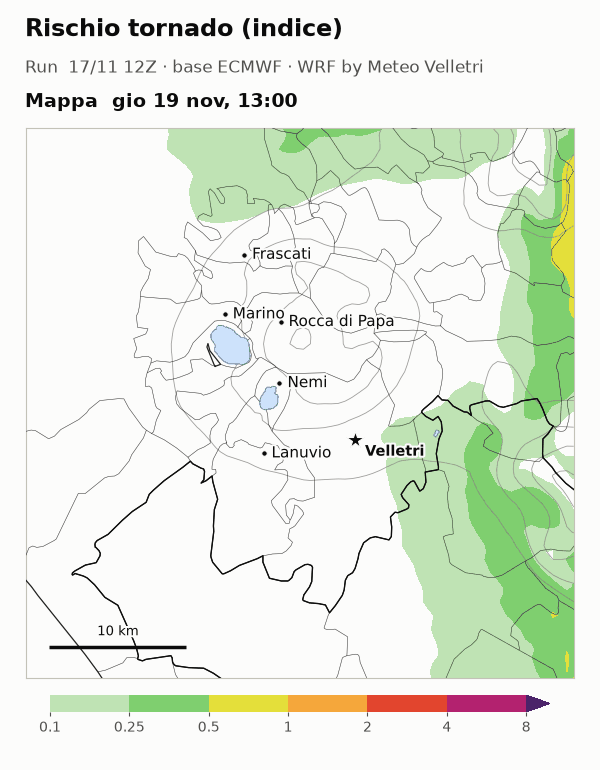 Rischio tornado (indice)
Run  17/11 12Z · base ECMWF · WRF by Meteo Velletri
Mappa  gio 19 nov, 13:00
Frascati
Marino
Rocca di Papa
Nemi
Velletri
Lanuvio
10 km
0.1 0.25 0.5 1 2 4 8